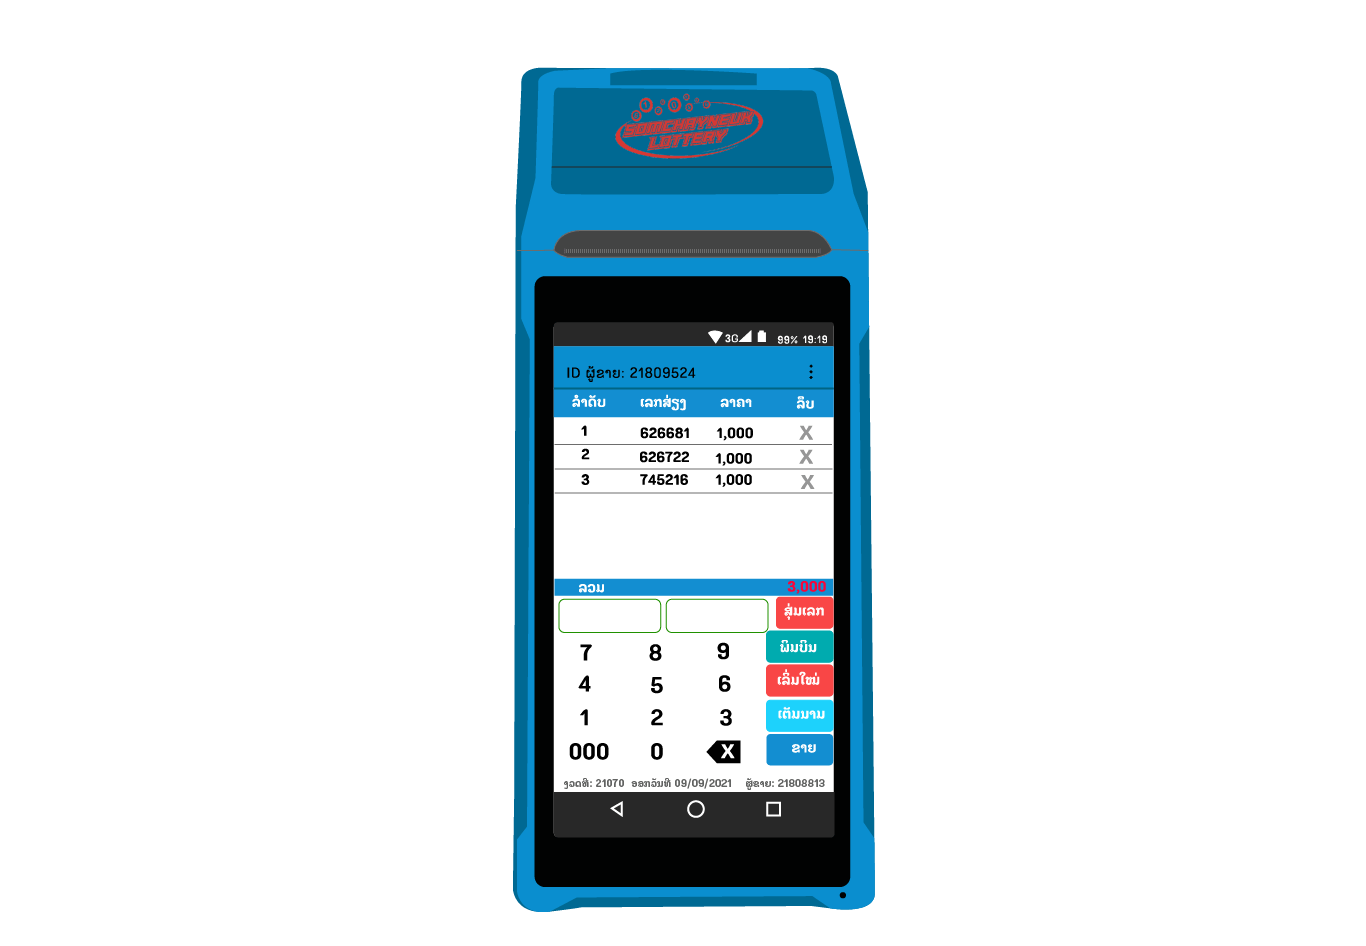 LOTTERY
3G 99% 19:19
ID ຜູ້ຂາຍ: 21809524
ລຳດັບ ເລກສ່ຽງ ລາຄາ ລຶບ
1 626681 1,000 X
2 626722 1,000 X
3 745216 1,000 X
ລວມ 3,000
ສຸ່ມເລກ
7 8 9 ພິນບິນ
4 5 6 ເລີ່ມໃໝ່
1 2 3 ເຕັມນາມ
000 0 X ຂາຍ
ງວດທີ: 21070 ອອກວັນທີ 09/09/2021 ຜູ້ຂາຍ: 21808813